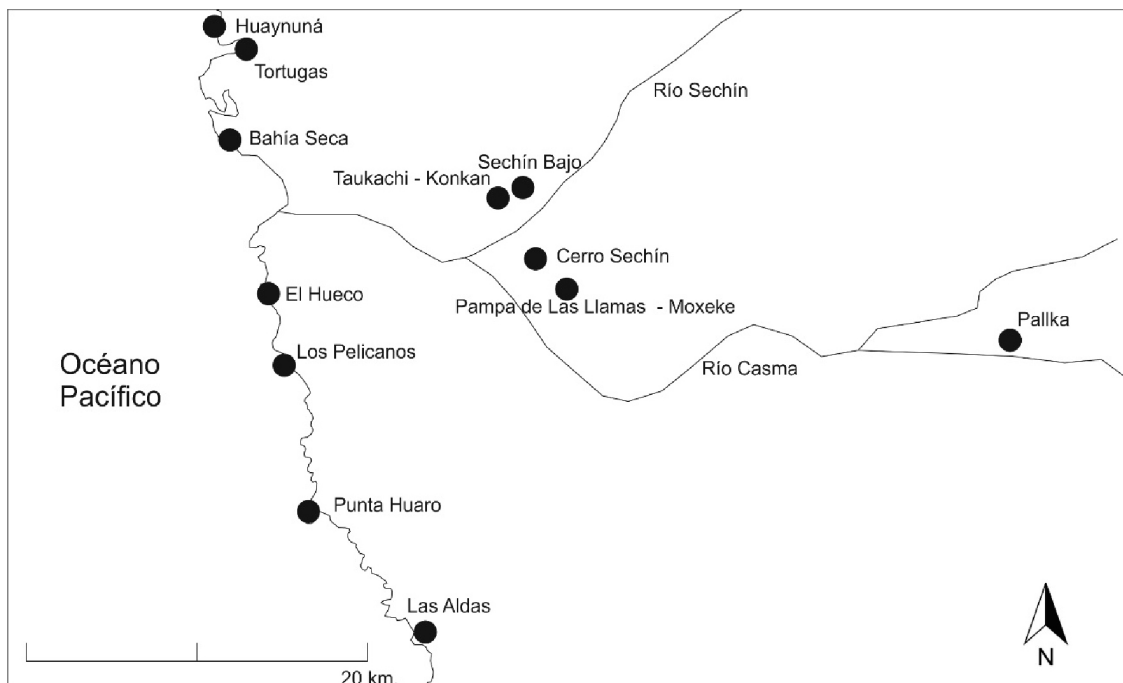 Huaynuná
Tortugas
Río Sechín
Bahía Seca
Sechín Bajo
Taukachi - Konkan
Cerro Sechín
El Hueco
Pampa de Las Llamas - Moxeke
Pallka
Los Pelicanos
Océano
Pacífico
Río Casma
Punta Huaro
Las Aldas
N
20 km